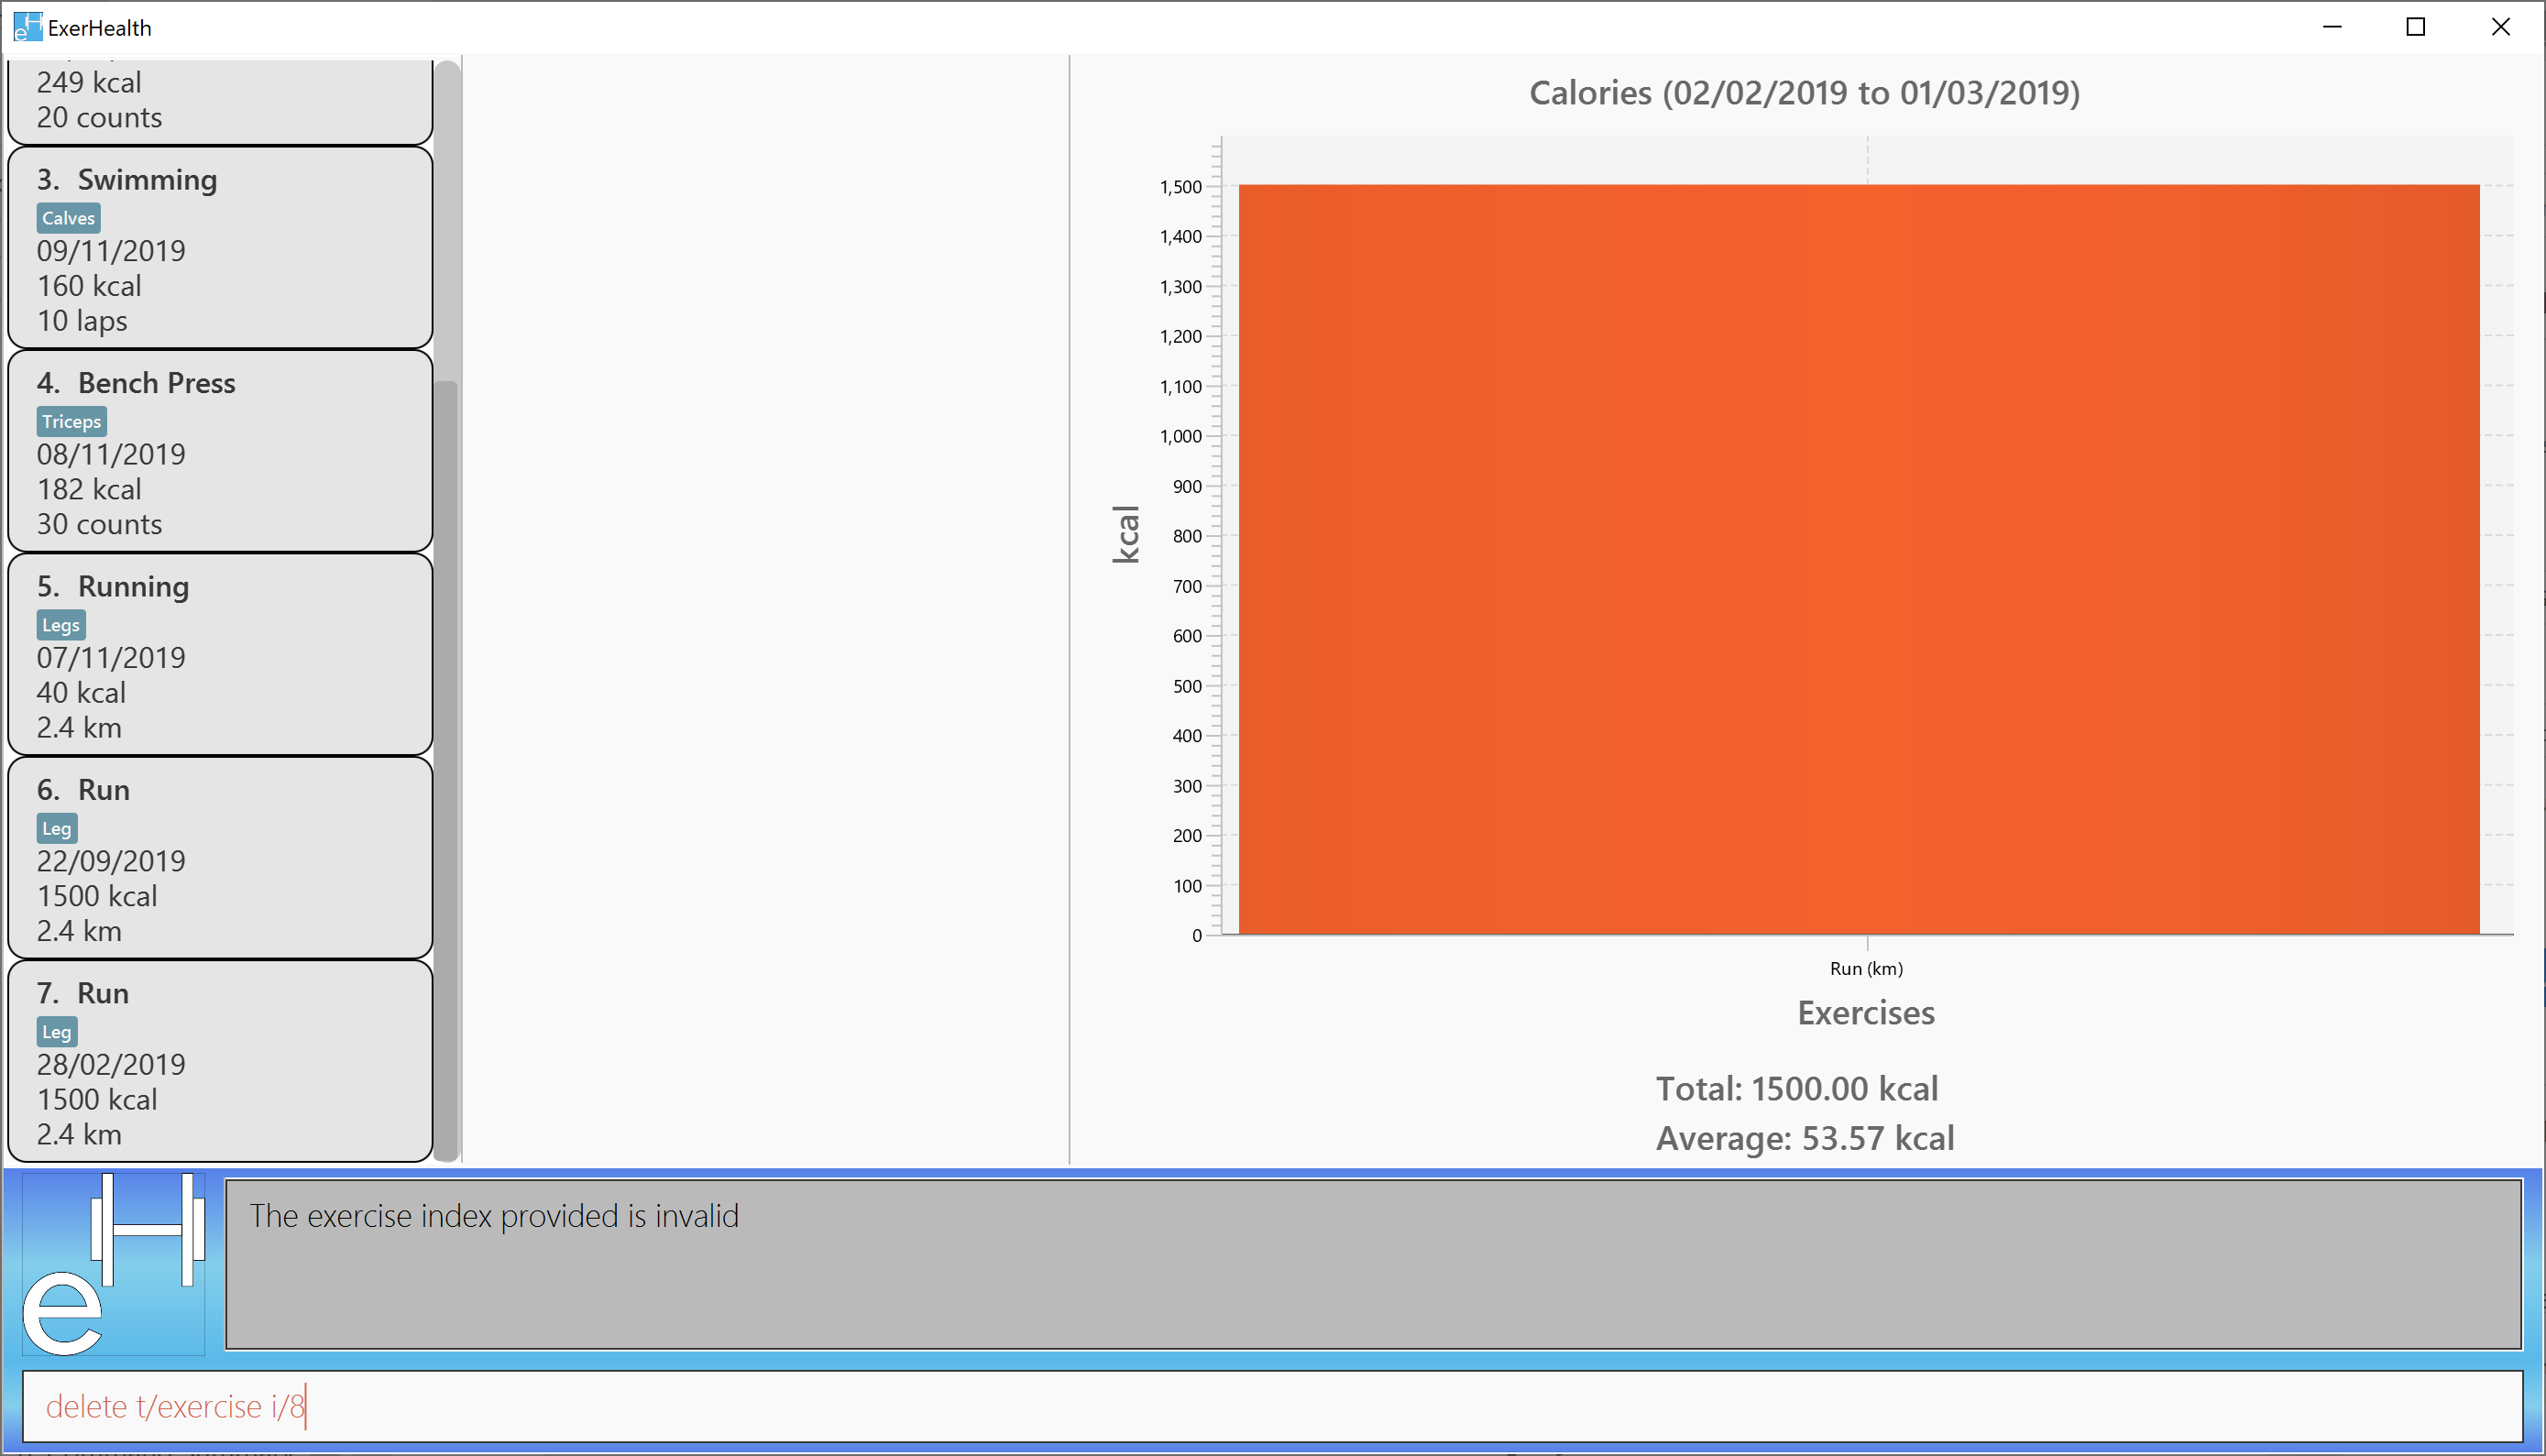 ExerHealth
249 kcal
20 counts
3. Swimming
Calves
09/11/2019
160 kcal
10 laps
4. Bench Press
Triceps
08/11/2019
182 kcal
30 counts
5. Running
Legs
07/11/2019
40 kcal
2.4 km
6. Run
Leg
22/09/2019
1500 kcal
2.4 km
7. Run
Leg
28/02/2019
1500 kcal
2.4 km
Calories (02/02/2019 to 01/03/2019)
kcal
1,500
1,400
1,300
1,200
1,100
1,000
900
800
700
600
500
400
300
200
100
0
Run (km)
Exercises
Total: 1500.00 kcal
Average: 53.57 kcal
eH
The exercise index provided is invalid
delete t/exercise i/8